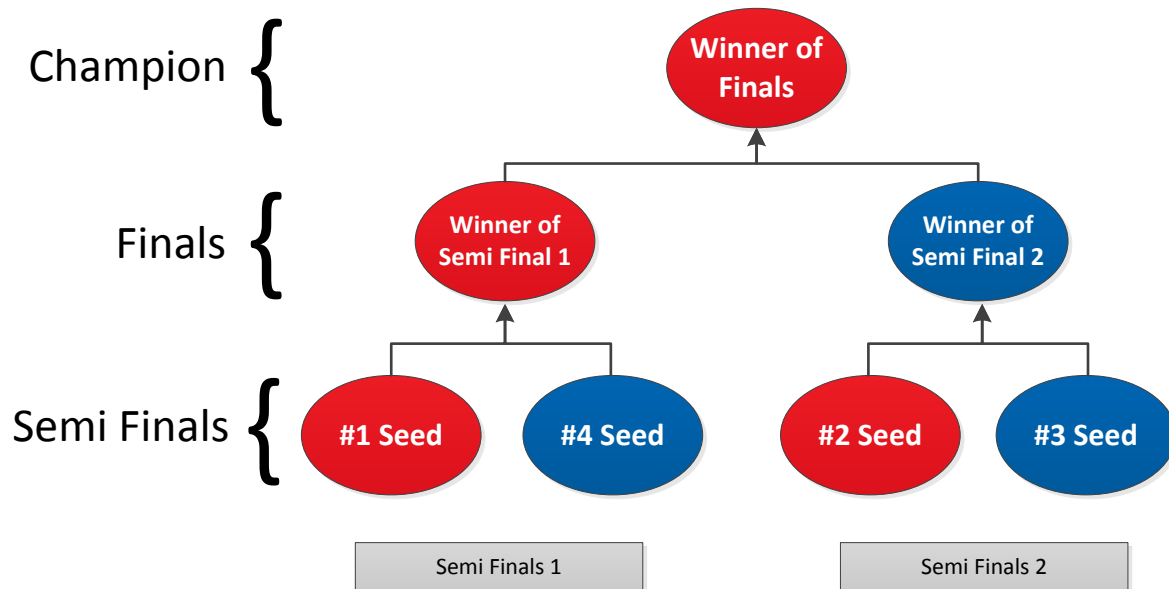 Champion
Winner of
Finals
Finals
Winner of
Semi Final 1
Winner of
Semi Final 2
Semi Finals
#1 Seed
#4 Seed
#2 Seed
#3 Seed
Semi Finals 1
Semi Finals 2